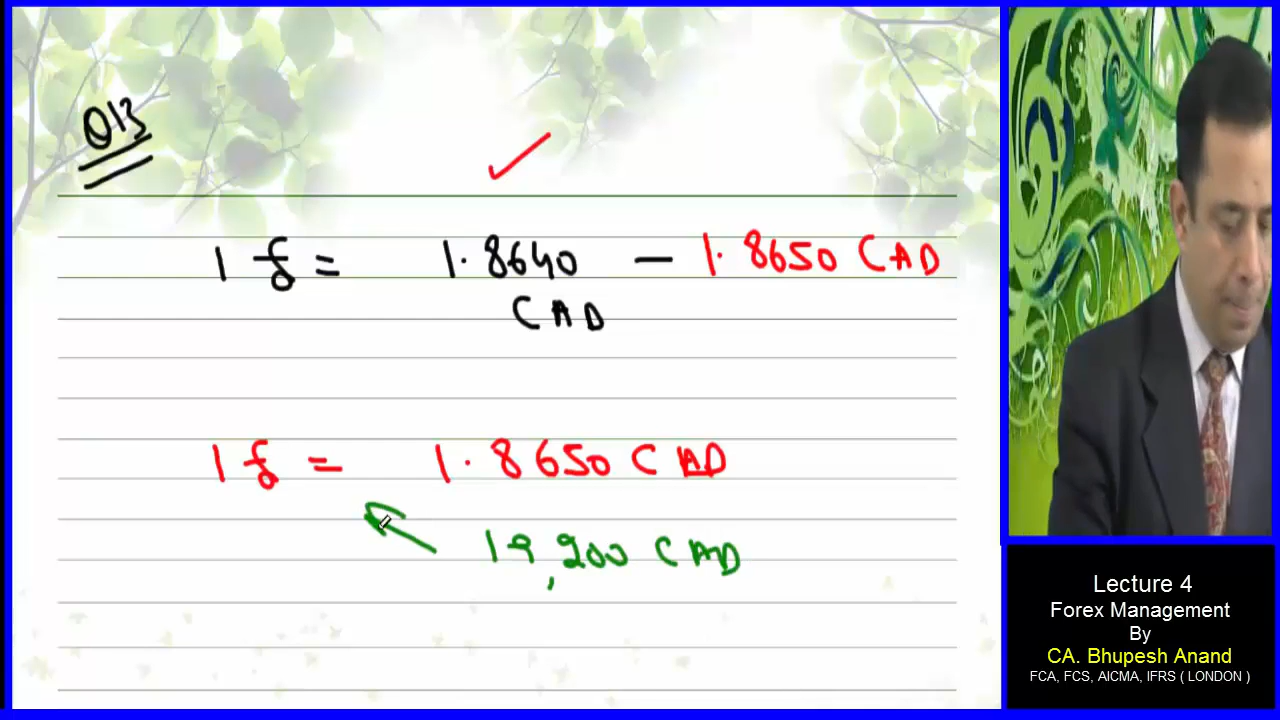 Q13
1 £ = 1.8640 – 1.8650 CAD
CAD
1 £ = 1.8650 CAD
19,200 CAD
Lecture 4
Forex Management
By
CA. Bhupesh Anand
FCA, FCS, AICMA, IFRS ( LONDON )